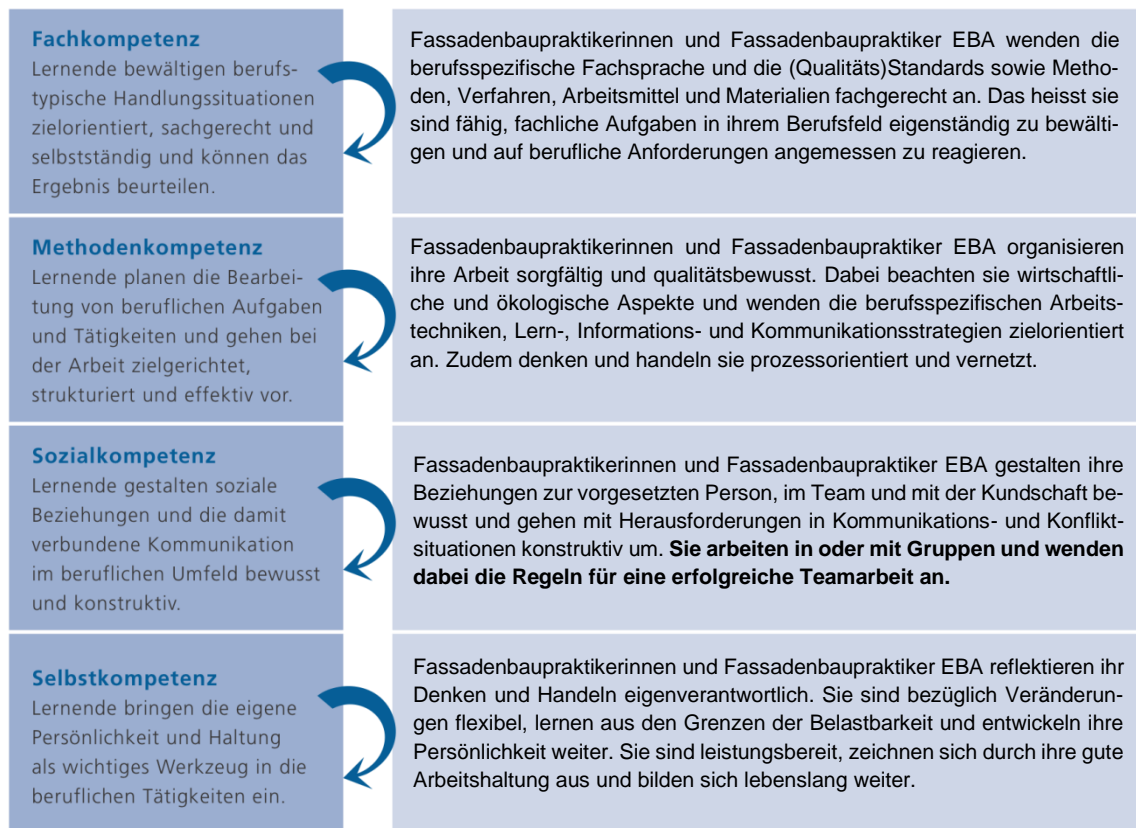 Fachkompetenz
Lernende bewältigen berufs-
typische Handlungssituationen
zielorientiert, sachgerecht und
selbstständig und können das
Ergebnis beurteilen.
Fassadenbaupraktikerinnen und Fassadenbaupraktiker EBA wenden die
berufsspezifische Fachsprache und die (Qualitäts)Standards sowie Metho-
den, Verfahren, Arbeitsmittel und Materialien fachgerecht an. Das heisst sie
sind fähig, fachliche Aufgaben in ihrem Berufsfeld eigenständig zu bewälti-
gen und auf berufliche Anforderungen angemessen zu reagieren.
Methodenkompetenz
Lernende planen die Bearbei-
tung von beruflichen Aufgaben
und Tätigkeiten und gehen bei
der Arbeit zielgerichtet,
strukturiert und effektiv vor.
Fassadenbaupraktikerinnen und Fassadenbaupraktiker EBA organisieren
ihre Arbeit sorgfältig und qualitätsbewusst. Dabei beachten sie wirtschaftli-
che und ökologische Aspekte und wenden die berufsspezifischen Arbeits-
techniken, Lern-, Informations- und Kommunikationsstrategien zielorientiert
an. Zudem denken und handeln sie prozessorientiert und vernetzt.
Sozialkompetenz
Lernende gestalten soziale
Beziehungen und die damit
verbundene Kommunikation
im beruflichen Umfeld bewusst
und konstruktiv.
Fassadenbaupraktikerinnen und Fassadenbaupraktiker EBA gestalten ihre
Beziehungen zur vorgesetzten Person, im Team und mit der Kundschaft be-
wusst und gehen mit Herausforderungen in Kommunikations- und Konflikt-
situationen konstruktiv um. Sie arbeiten in oder mit Gruppen und wenden
dabei die Regeln für eine erfolgreiche Teamarbeit an.
Selbstkompetenz
Lernende bringen die eigene
Persönlichkeit und Haltung
als wichtiges Werkzeug in die
beruflichen Tätigkeiten ein.
Fassadenbaupraktikerinnen und Fassadenbaupraktiker EBA reflektieren ihr
Denken und Handeln eigenverantwortlich. Sie sind bezüglich Veränderun-
gen flexibel, lernen aus den Grenzen der Belastbarkeit und entwickeln ihre
Persönlichkeit weiter. Sie sind leistungsbereit, zeichnen sich durch ihre gute
Arbeitshaltung aus und bilden sich lebenslang weiter.